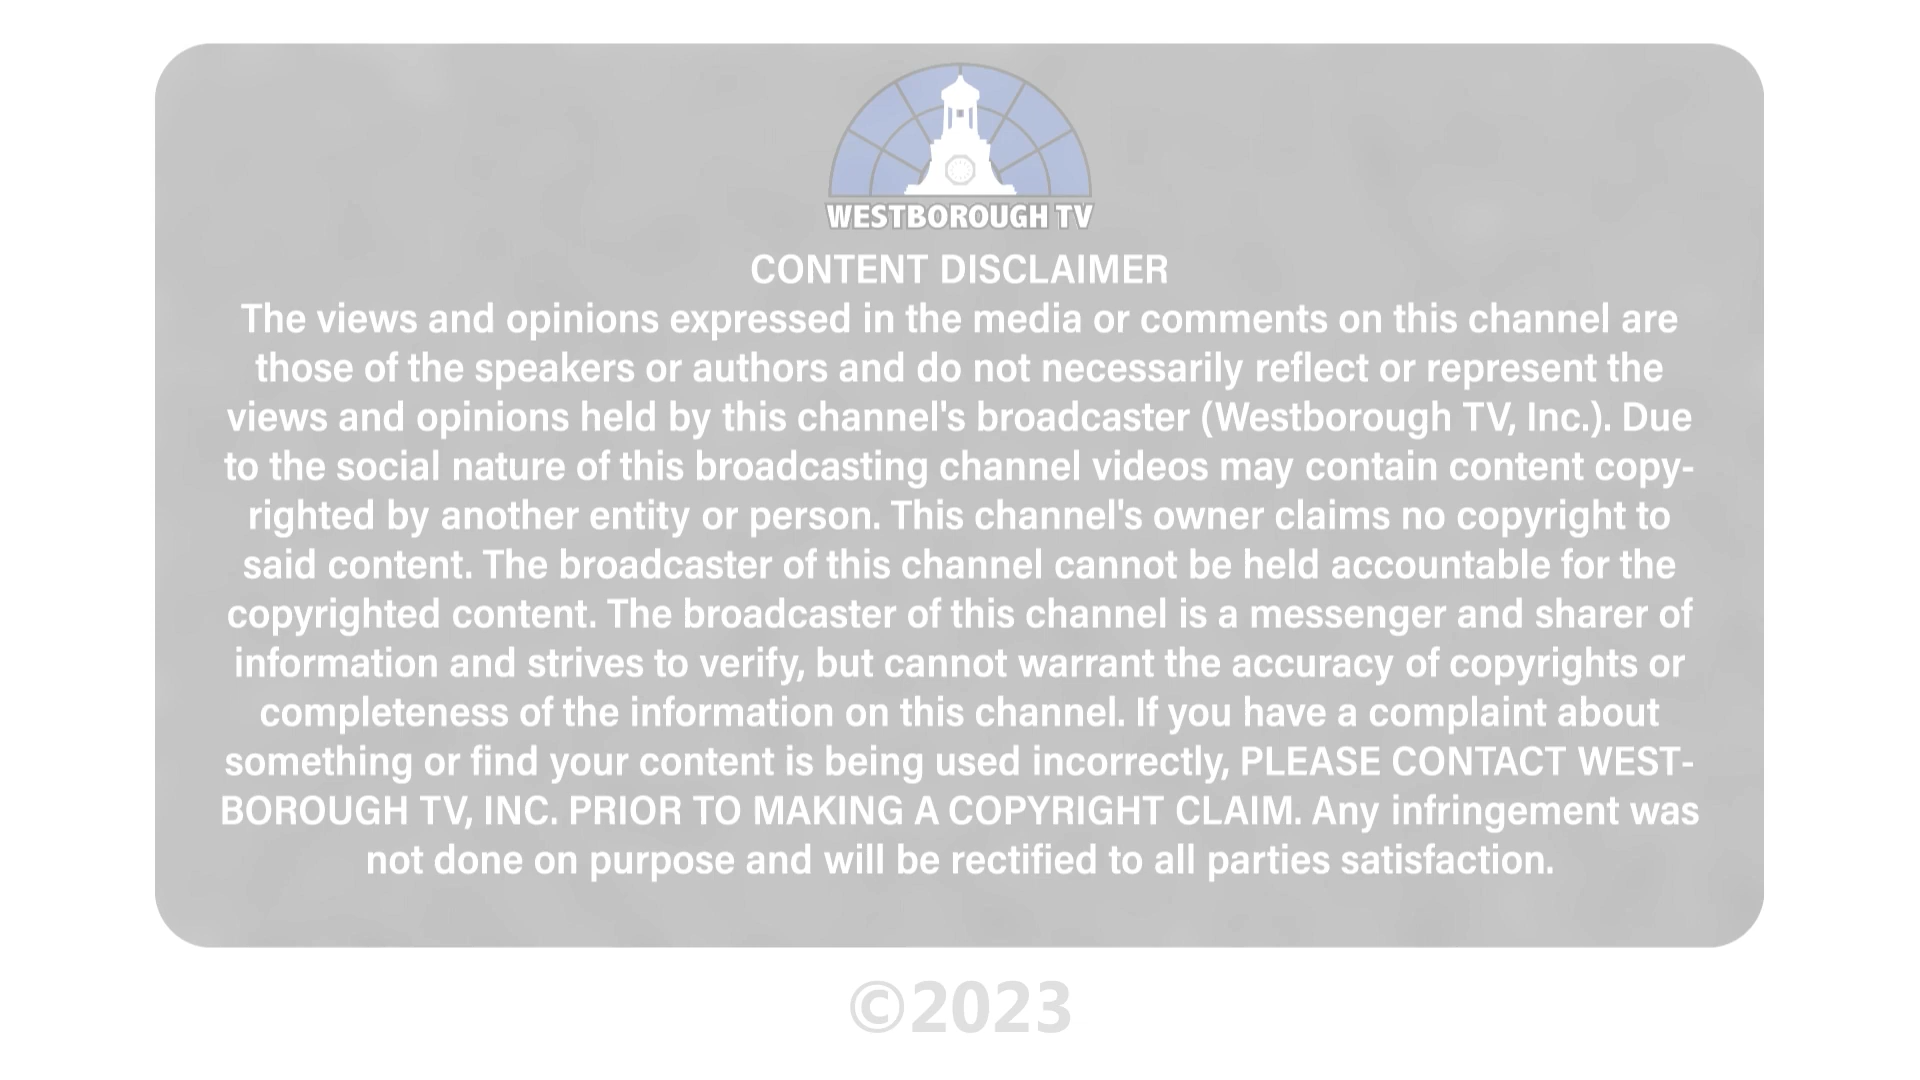 WESTBOROUGH TV
CONTENT DISCLAIMER
The views and opinions expressed in the media or comments on this channel are
those of the speakers or authors and do not necessarily reflect or represent the
views and opinions held by this channel's broadcaster (Westborough TV, Inc.). Due
to the social nature of this broadcasting channel videos may contain content copy-
righted by another entity or person. This channel's owner claims no copyright to
said content. The broadcaster of this channel cannot be held accountable for the
copyrighted content. The broadcaster of this channel is a messenger and sharer of
information and strives to verify, but cannot warrant the accuracy of copyrights or
completeness of the information on this channel. If you have a complaint about
something or find your content is being used incorrectly, PLEASE CONTACT WEST-
BOROUGH TV, INC. PRIOR TO MAKING A COPYRIGHT CLAIM. Any infringement was
not done on purpose and will be rectified to all parties satisfaction.
©2023